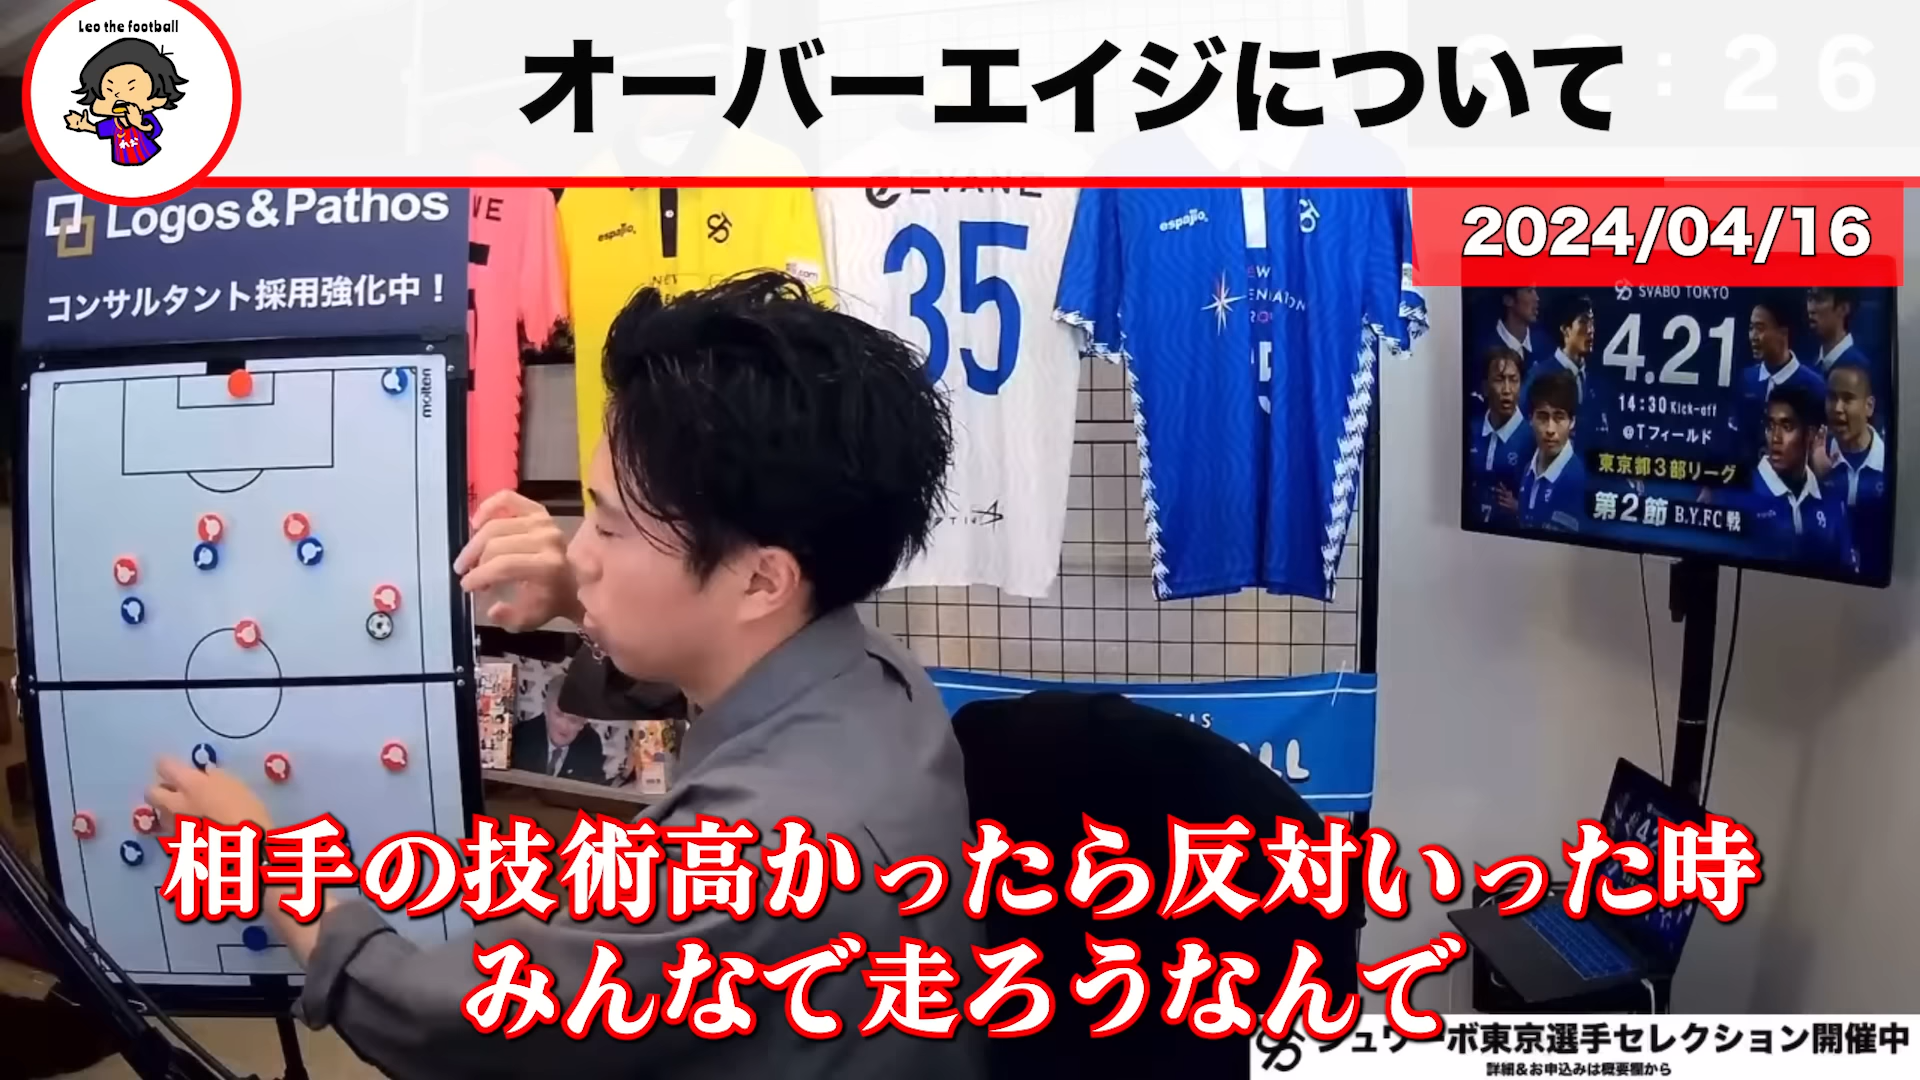 Leo the football
オーバーエイジについて
: 26
2024/04/16
Logos&Pathos
コンサルタント採用強化中！
molten
espajio
EVANE
35
espajio
SVABO TOKYO
4.21
14:30 Kick-off
@Tフィールド
東京都3部リーグ
第2節 B.Y.FC戦
相手の技術高かったら反対いった時
みんなで走ろうなんで
シュワーボ東京選手セレクション開催中
詳細&お申込みは概要欄から